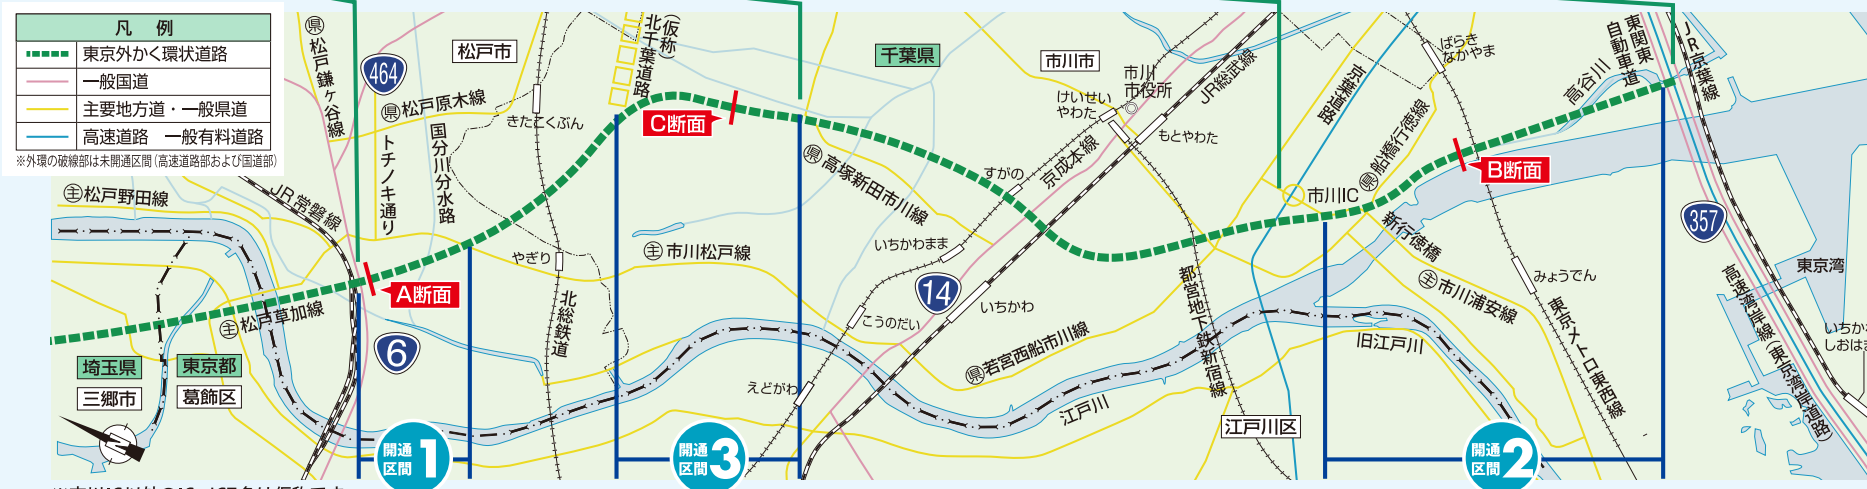 凡 例
東京外かく環状道路
一般国道
主要地方道・一般県道
高速道路 一般有料道路
※外環の破線部は未開通区間(高速道路部および国道部)
県松戸鎌ヶ谷線
464
松戸市
県松戸原木線
国分川分水路
トチノキ通り
きたこくぶん
(仮称)
北千葉道路
C断面
千葉県
市川市
市川
市役所
けいせい
やわた
JR総武線
もとやわた
京葉道路
ばらき
なかやま
高谷川
東関東
自動車道
JR京葉線
主松戸野田線
JR常磐線
県高塚新田市川線
すがの
京成本線
市川IC
県船橋行徳線
B断面
357
主市川松戸線
いちかわまま
やぎり
A断面
北総鉄道
14
いちかわ
こうのだい
都営地下鉄新宿線
新行徳橋
主市川浦安線
みょうでん
東京湾
高速湾岸線(東京湾岸道路)
東京メトロ東西線
主松戸草加線
6
埼玉県
三郷市
東京都
葛飾区
えどがわ
県若宮西船市川線
江戸川
旧江戸川
江戸川区
N
開通
区間1
開通
区間3
開通
区間2